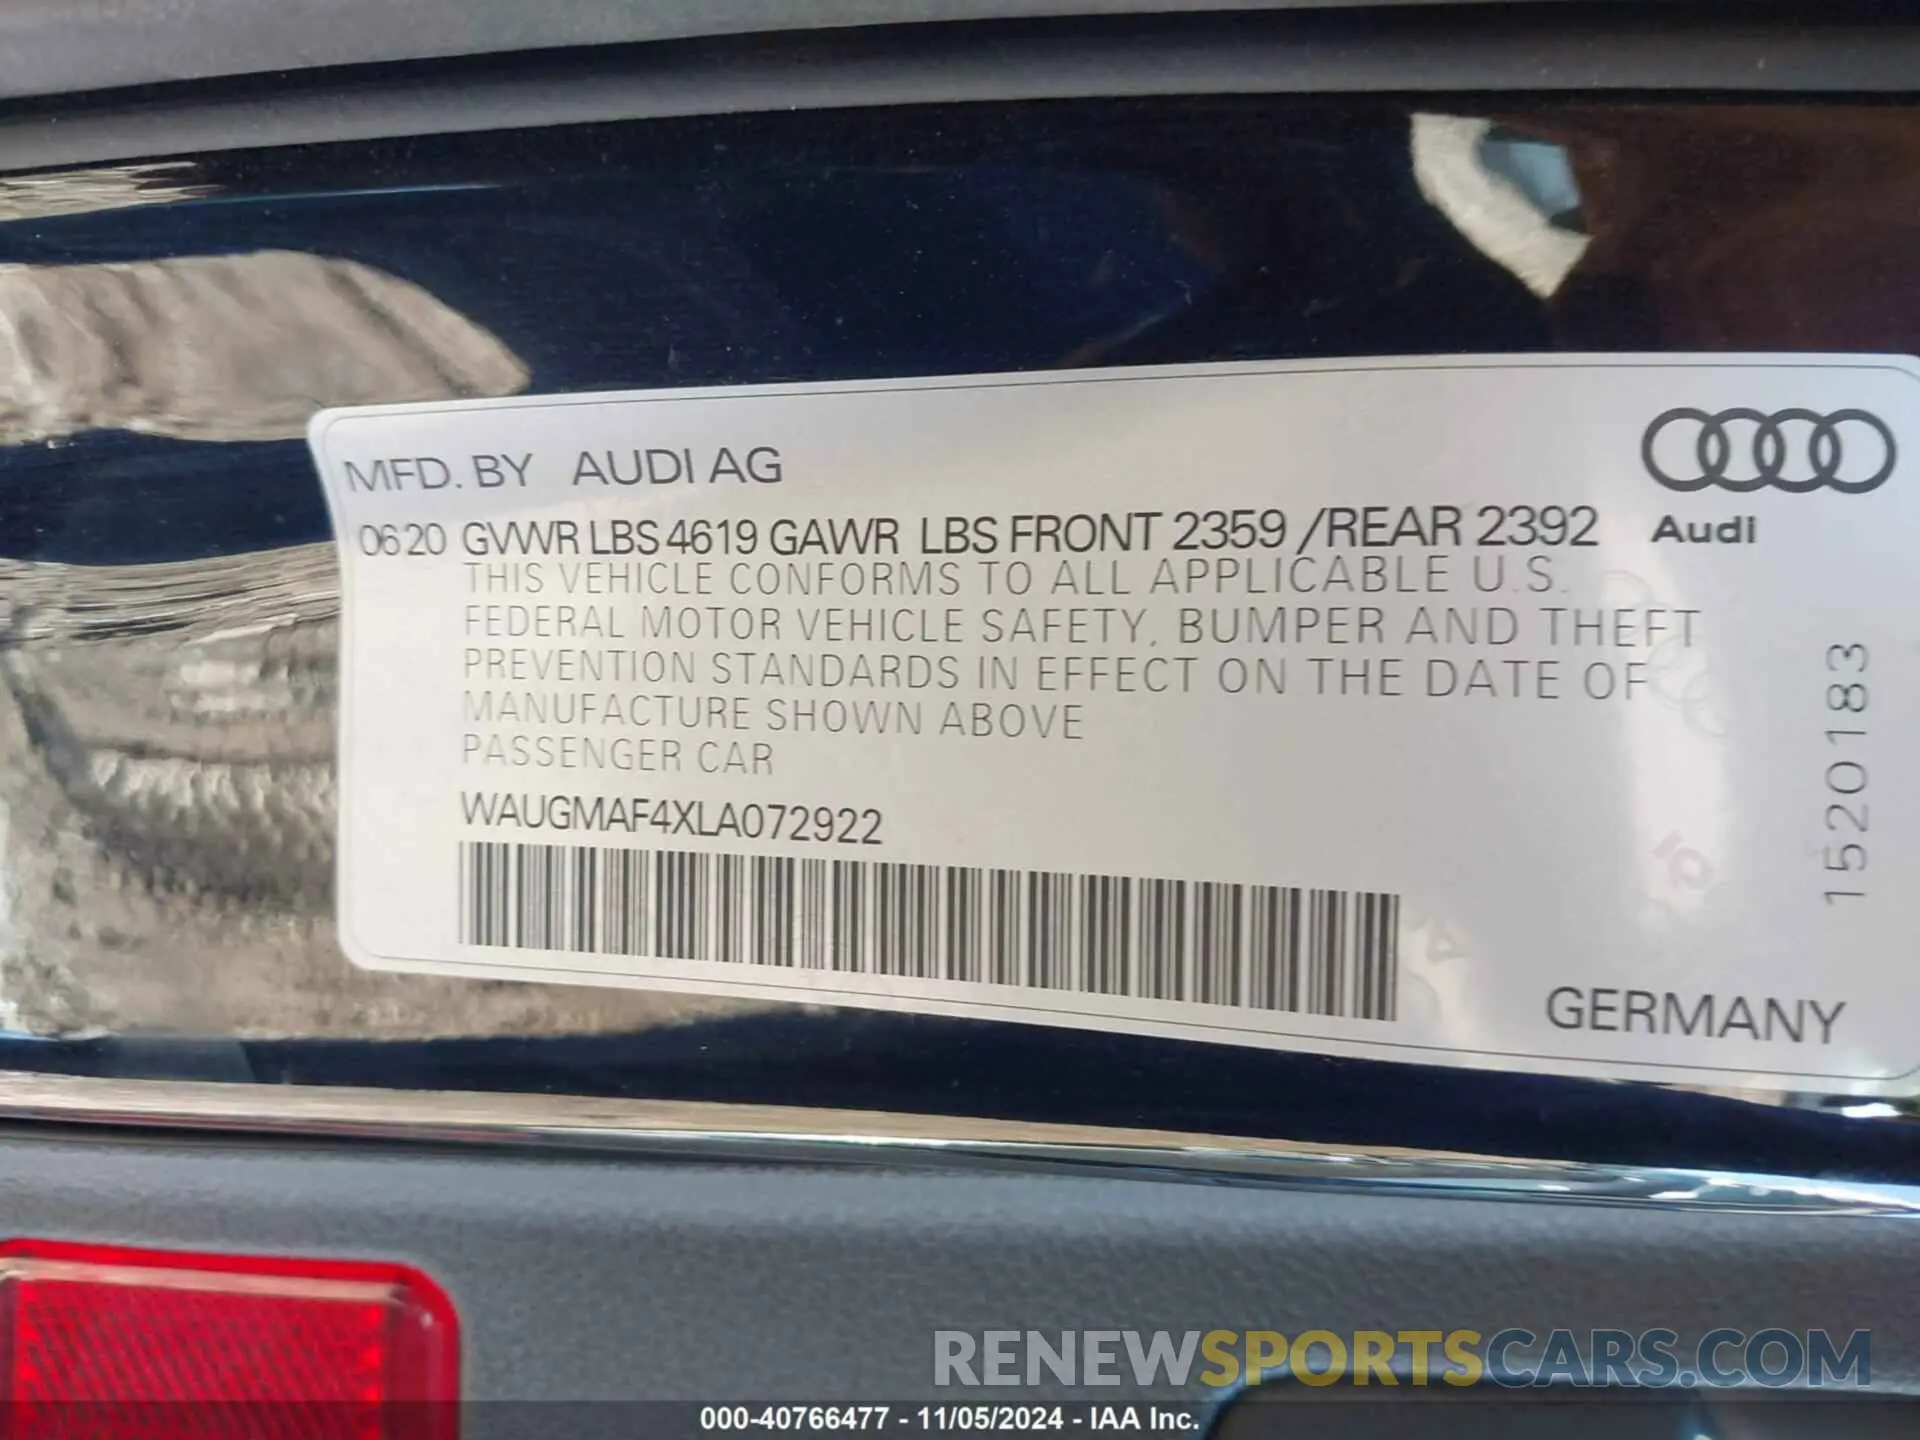 MFD. BY AUDI AG
0620 GVWR LBS 4619 GAWR LBS FRONT 2359 /REAR 2392
Audi
THIS VEHICLE CONFORMS TO ALL APPLICABLE U.S.
FEDERAL MOTOR VEHICLE SAFETY, BUMPER AND THEFT
PREVENTION STANDARDS IN EFFECT ON THE DATE OF
MANUFACTURE SHOWN ABOVE
PASSENGER CAR
WAUGMAF4XLA072922
1520183
GERMANY
RENEWSPORTSCARS.COM
000-40766477 - 11/05/2024 - IAA Inc.